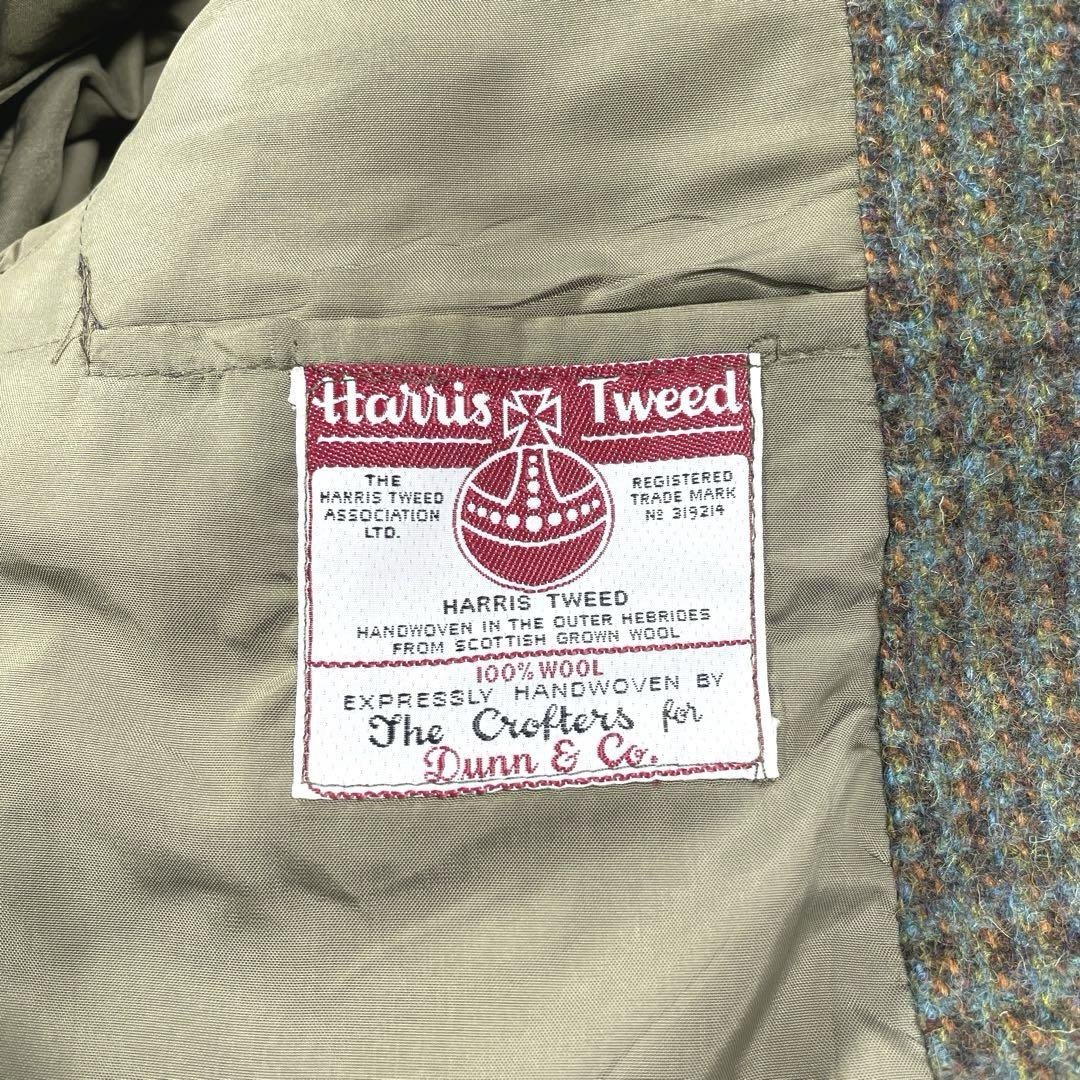 Harris Tweed
THE
HARRIS TWEED
ASSOCIATION
LTD.
REGISTERED
TRADE MARK
Nº 319214
HARRIS TWEED
HANDWOVEN IN THE OUTER HEBRIDES
FROM SCOTTISH GROWN WOOL
100% WOOL
EXPRESSLY HANDWOVEN BY
The Crofters for
Dunn & Co.